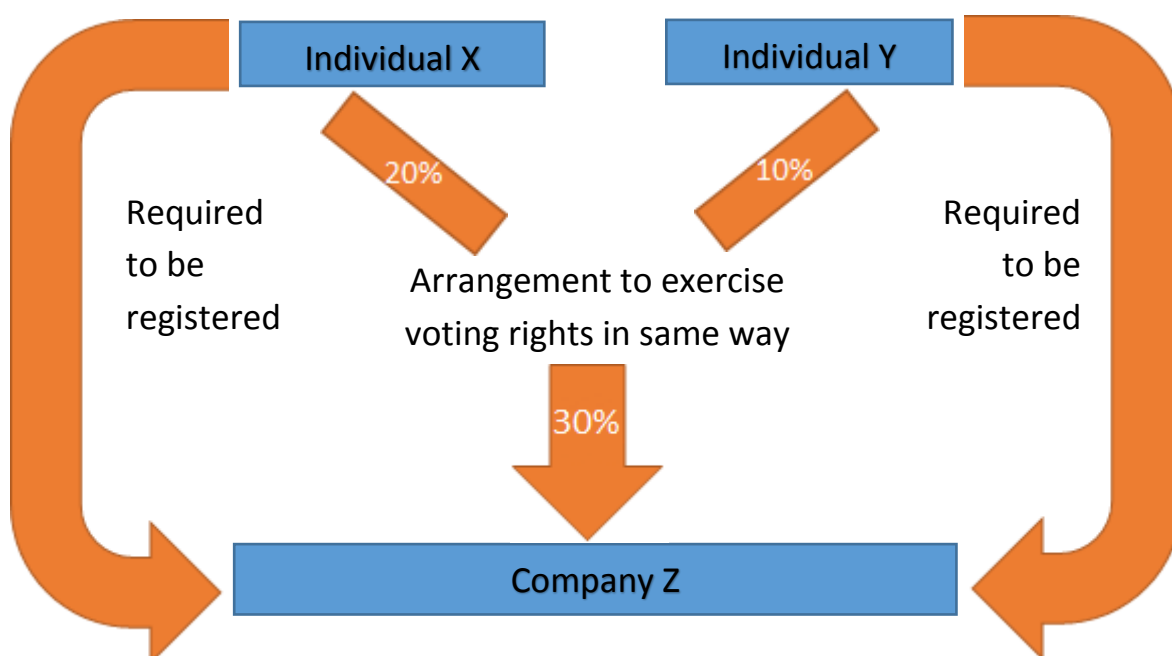 Individual X
Individual Y
20%
10%
Required
to be
registered
Required
to be
registered
Arrangement to exercise
voting rights in same way
30%
Company Z